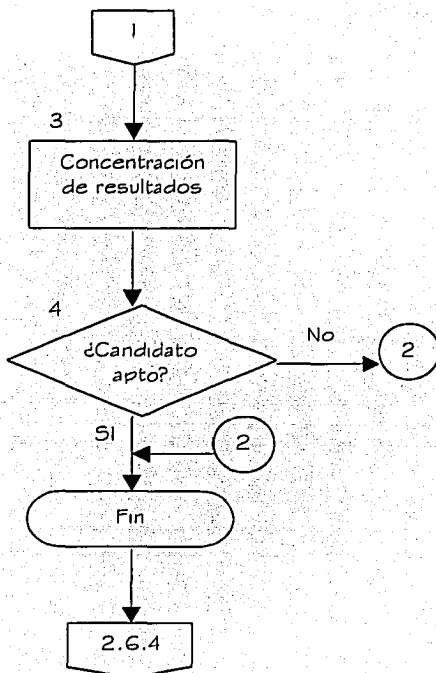 1
3
Concentración
de resultados
4
¿Candidato
apto?
No
2
SI
2
Fin
2.6.4